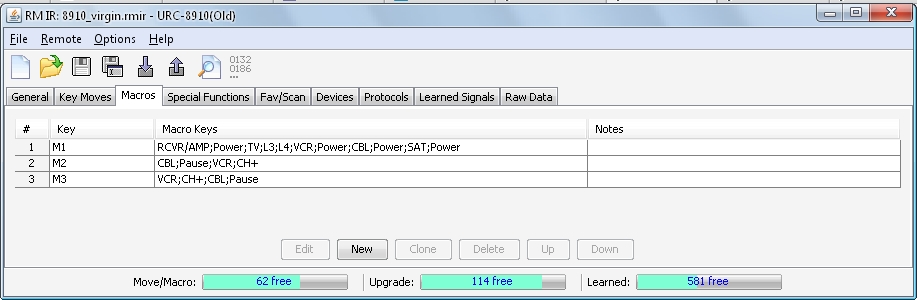 RM IR: 8910_virgin.rmir - URC-8910(Old)
File Remote Options Help
0132
0186
...
General Key Moves Macros Special Functions Fav/Scan Devices Protocols Learned Signals Raw Data
# Key Macro Keys Notes
1 M1 RCVR/AMP;Power;TV;L3;L4;VCR;Power;CBL;Power;SAT;Power
2 M2 CBL;Pause;VCR;CH+
3 M3 VCR;CH+;CBL;Pause
Edit New Clone Delete Up Down
Move/Macro: 62 free Upgrade: 114 free Learned: 581 free